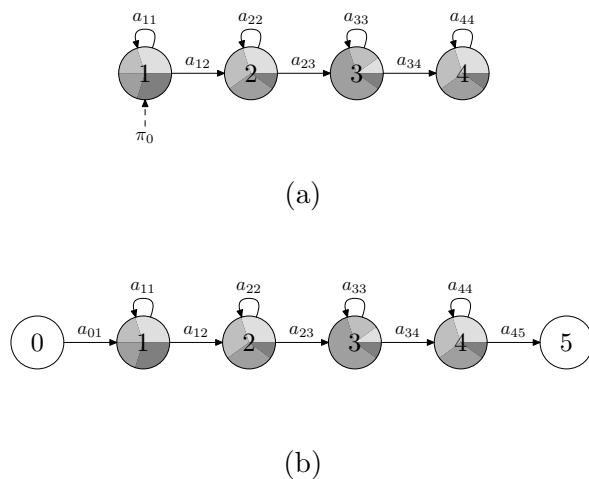 a₁₁ a₂₂ a₃₃ a₄₄
1 a₁₂ 2 a₂₃ 3 a₃₄ 4
π₀
(a)
a₁₁ a₂₂ a₃₃ a₄₄
0 a₀₁ 1 a₁₂ 2 a₂₃ 3 a₃₄ 4 a₄₅ 5
(b)